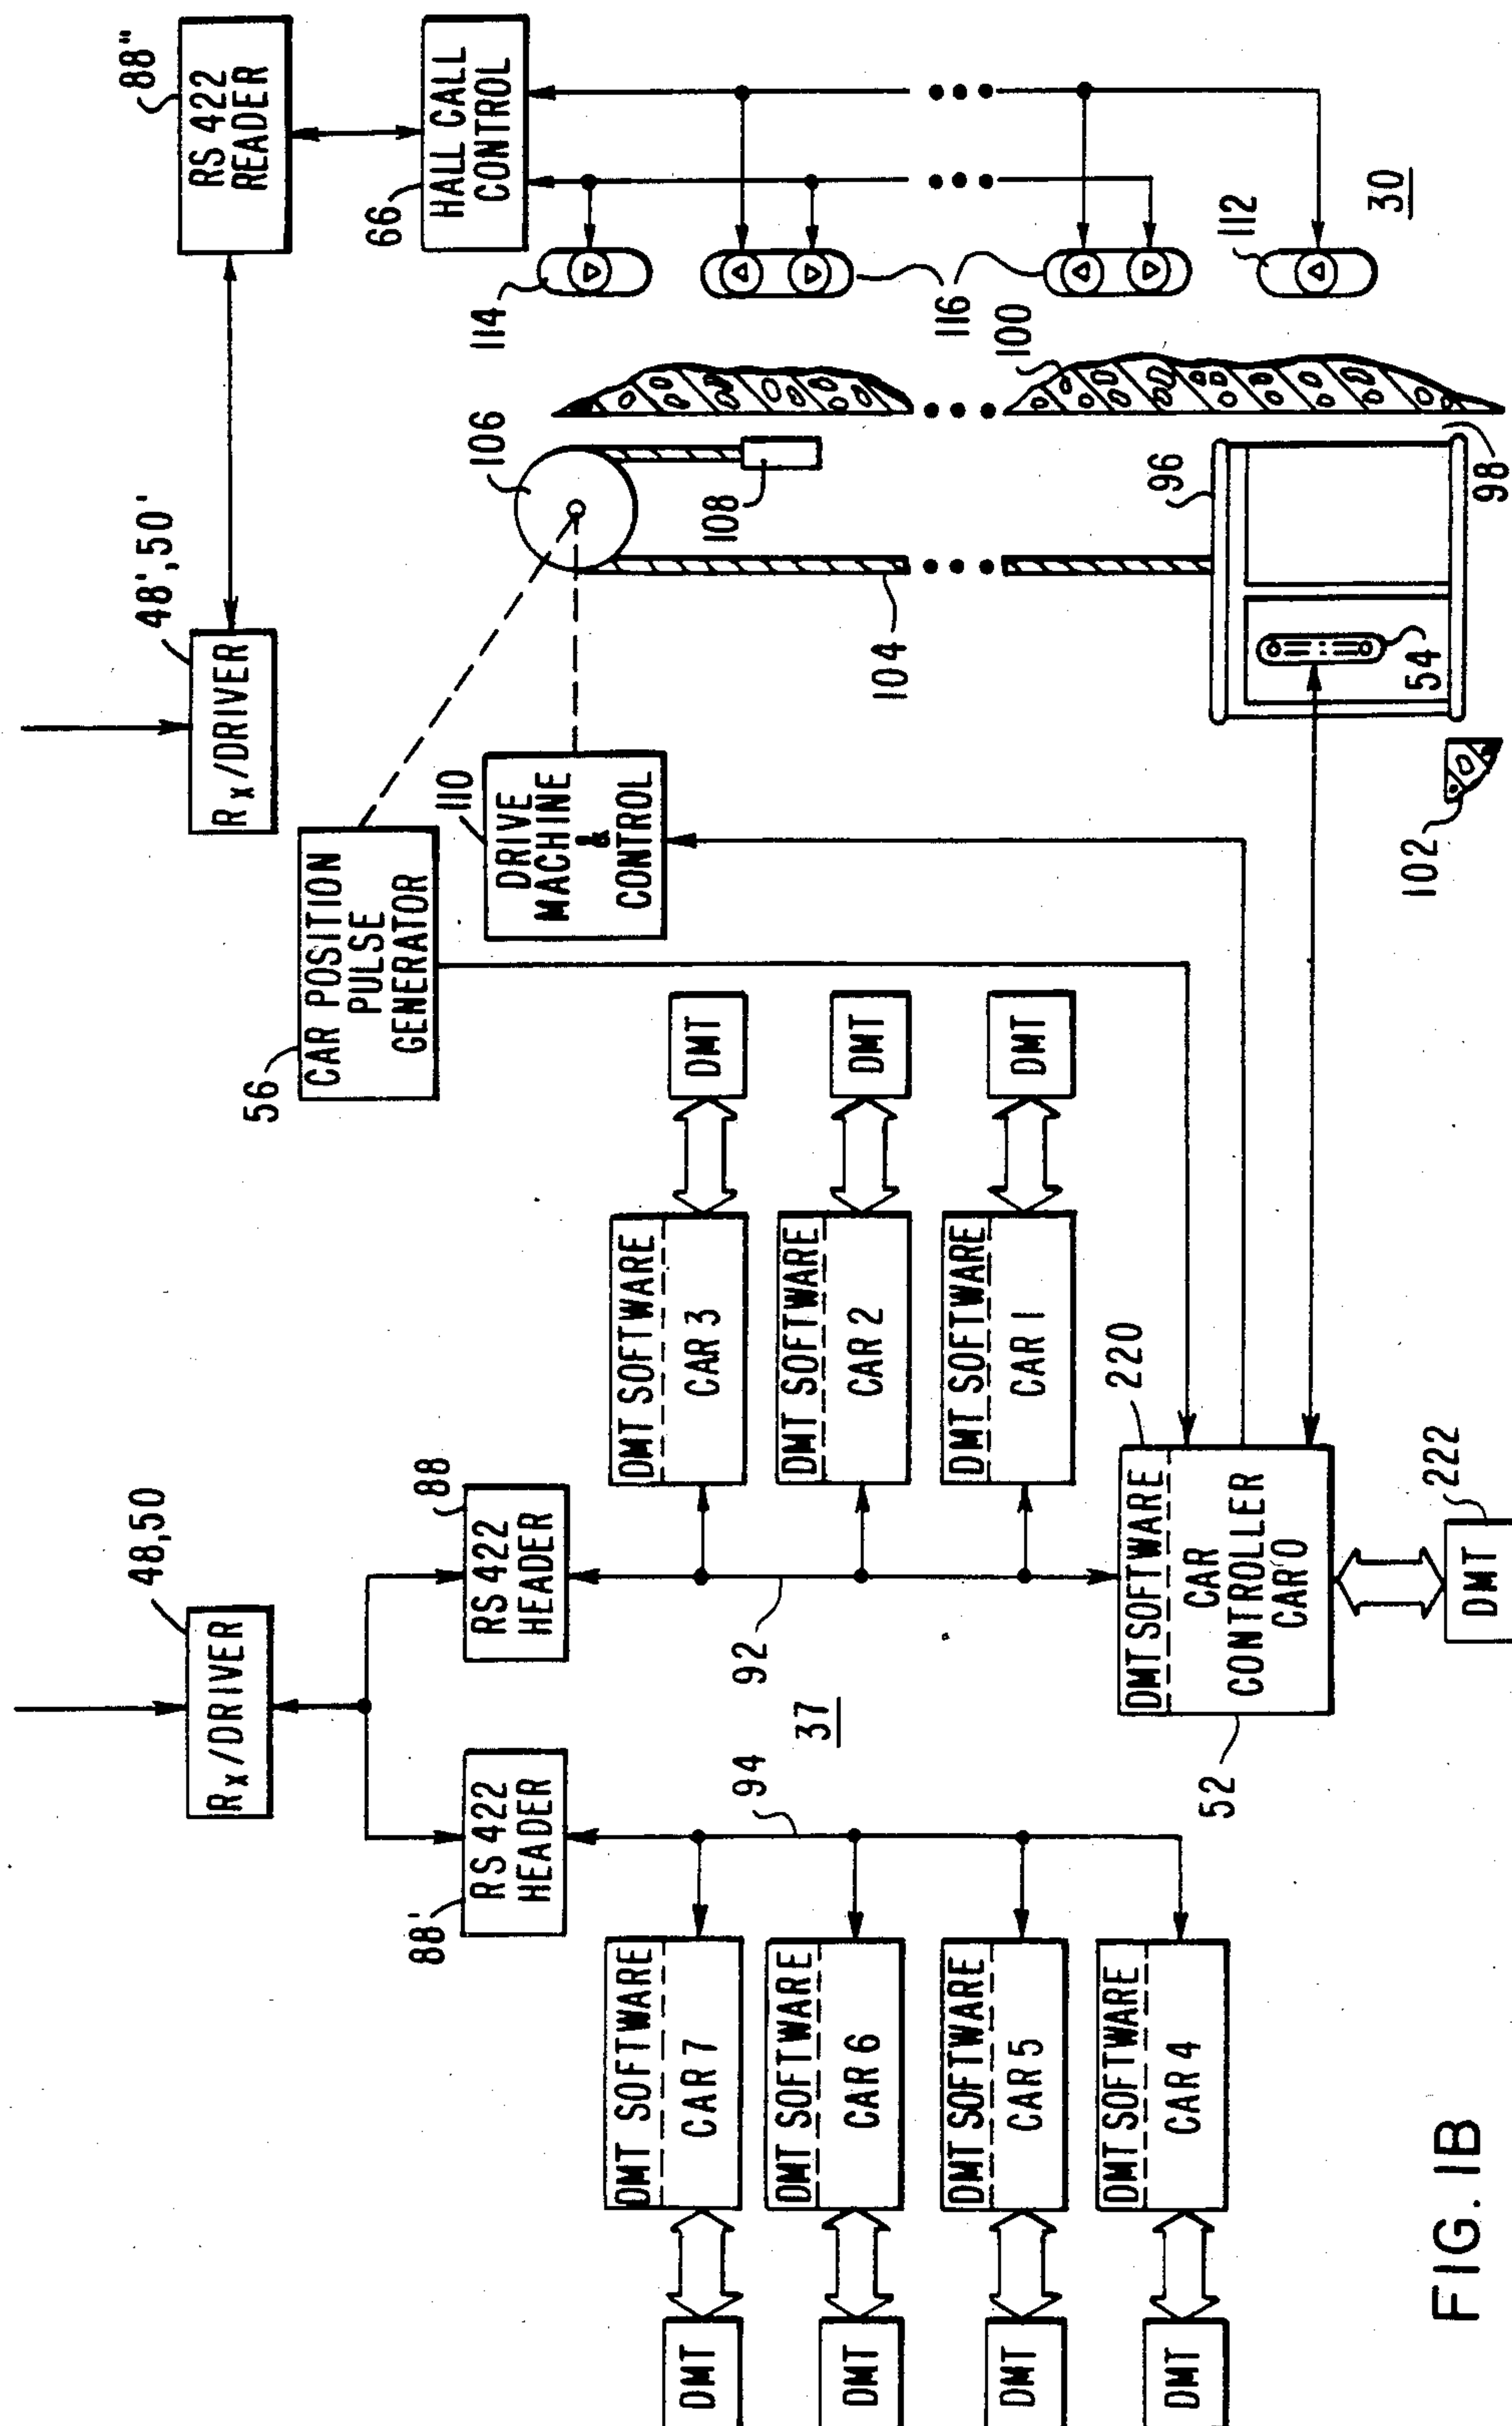 48,50
Rx/DRIVER
88'
RS 422
HEADER
88
RS 422
HEADER
94
37
92
DMT
DMT SOFTWARE
CAR 7
DMT
DMT SOFTWARE
CAR 6
DMT
DMT SOFTWARE
CAR 5
DMT
DMT SOFTWARE
CAR 4
DMT SOFTWARE
CAR 3
DMT
DMT SOFTWARE
CAR 2
DMT
DMT SOFTWARE
CAR 1
DMT
52
220
DMT SOFTWARE
CAR
CONTROLLER
CAR 0
222
DMT
48',50'
Rx/DRIVER
88"
RS 422
READER
56
CAR POSITION
PULSE
GENERATOR
110
DRIVE
MACHINE
&
CONTROL
106
108
104
66
HALL CALL
CONTROL
114
116
100
112
96
54
98
102
30
FIG. 1B